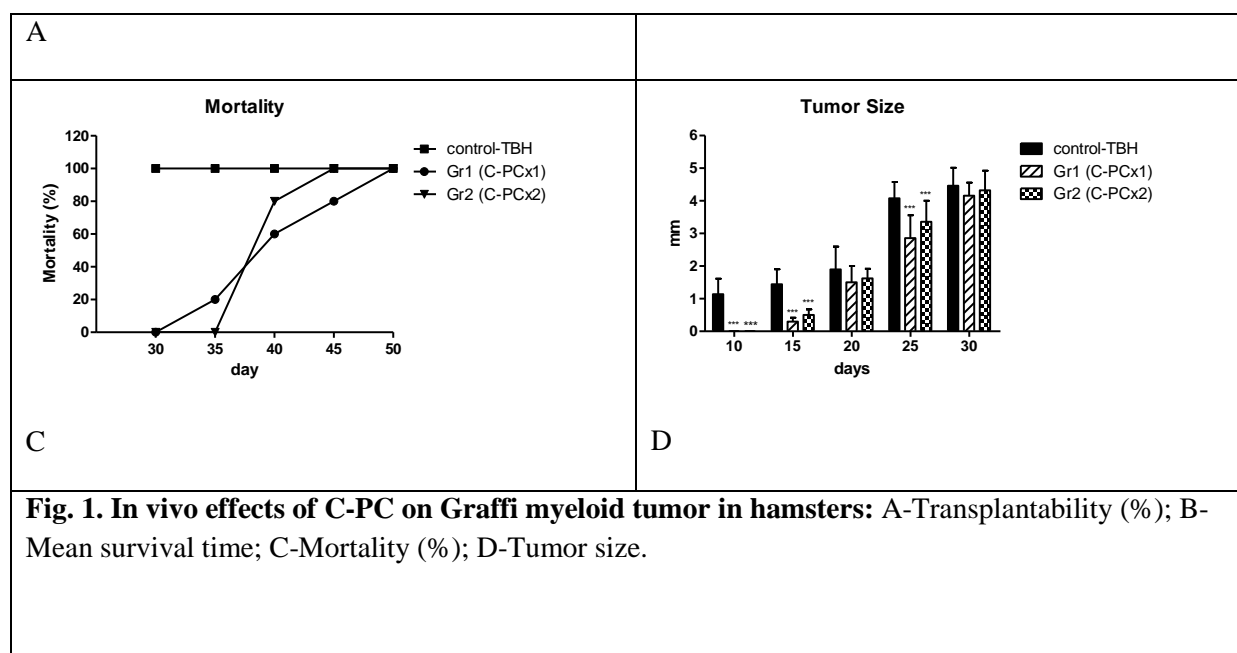 A
Mortality
120
100
80
60
40
20
0
Mortality (%)
30 35 40 45 50
day
control-TBH
Gr1 (C-PCx1)
Gr2 (C-PCx2)
C
Tumor Size
6
5
4
3
2
1
0
mm
*** ***
*** ***
*** ***
10 15 20 25 30
days
control-TBH
Gr1 (C-PCx1)
Gr2 (C-PCx2)
D
Fig. 1. In vivo effects of C-PC on Graffi myeloid tumor in hamsters: A-Transplantability (%); B-
Mean survival time; C-Mortality (%); D-Tumor size.